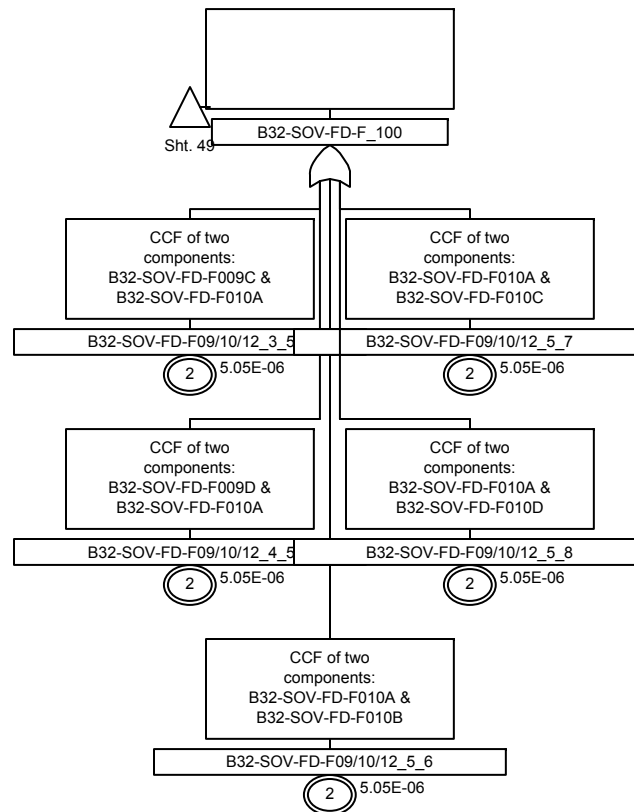 B32-SOV-FD-F_100
Sht. 49
CCF of two
components:
B32-SOV-FD-F009C &
B32-SOV-FD-F010A
B32-SOV-FD-F09/10/12_3_5
2
5.05E-06
CCF of two
components:
B32-SOV-FD-F010A &
B32-SOV-FD-F010C
B32-SOV-FD-F09/10/12_5_7
2
5.05E-06
CCF of two
components:
B32-SOV-FD-F009D &
B32-SOV-FD-F010A
B32-SOV-FD-F09/10/12_4_5
2
5.05E-06
CCF of two
components:
B32-SOV-FD-F010A &
B32-SOV-FD-F010D
B32-SOV-FD-F09/10/12_5_8
2
5.05E-06
CCF of two
components:
B32-SOV-FD-F010A &
B32-SOV-FD-F010B
B32-SOV-FD-F09/10/12_5_6
2
5.05E-06